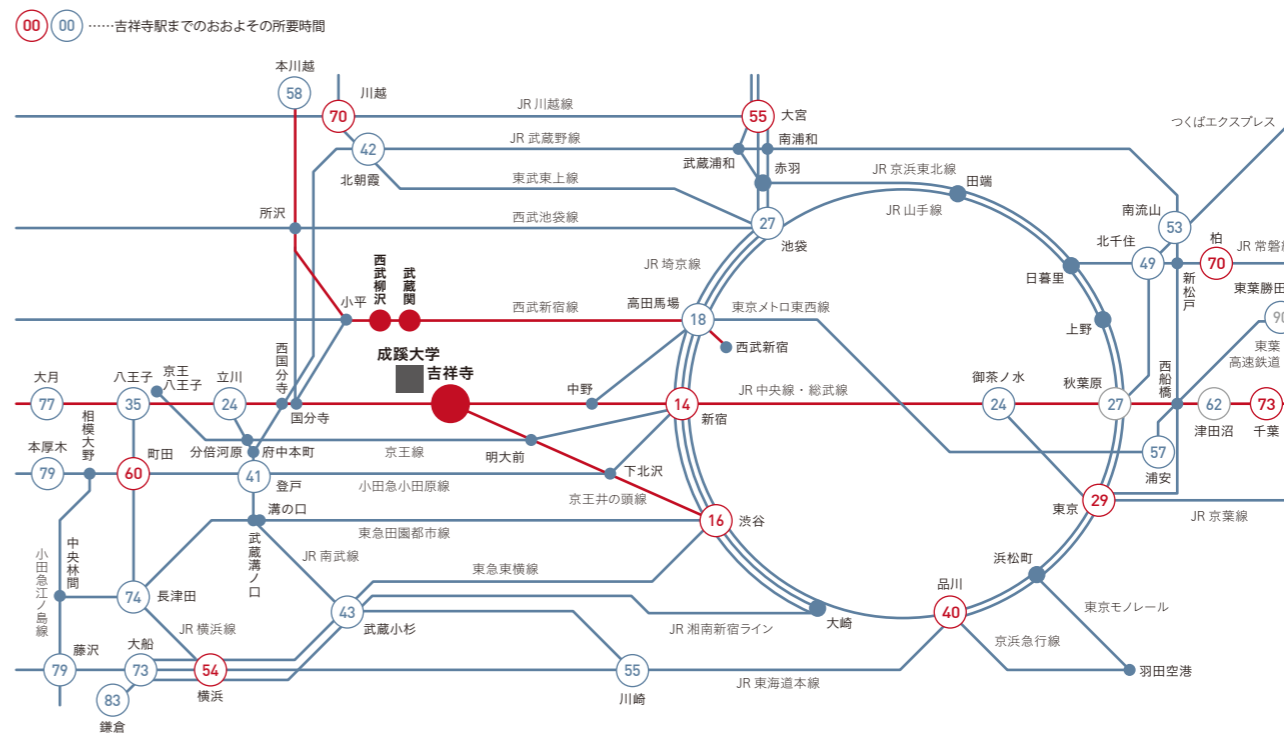 00 00 ……吉祥寺駅までのおおよその所要時間
本川越
58
川越
70
JR 川越線
55
大宮
つくばエクスプレス
42
北朝霞
JR 武蔵野線
武蔵浦和
南浦和
赤羽
JR 京浜東北線
田端
東武東上線
JR 山手線
所沢
西武池袋線
27
池袋
南流山
53
北千住
49
柏
70
JR 常磐
日暮里
新松戸
JR 埼京線
小平
西武柳沢
武蔵関
西武新宿線
高田馬場
18
東京メトロ東西線
西武新宿
上野
東葉勝田
90
東葉
高速鉄道
成蹊大学
吉祥寺
大月
77
八王子
35
京王
八王子
立川
24
西国分寺
国分寺
中野
14
新宿
JR 中央線・総武線
御茶ノ水
24
秋葉原
27
西船橋
62
津田沼
73
千葉
相模大野
本厚木
79
町田
60
分倍河原
府中本町
京王線
明大前
41
登戸
小田急小田原線
下北沢
京王井の頭線
57
浦安
溝の口
武蔵溝ノ口
東急田園都市線
16
渋谷
東京
29
JR 京葉線
小田急江ノ島線
中央林間
74
長津田
JR 南武線
東急東横線
浜松町
43
武蔵小杉
JR 横浜線
JR 湘南新宿ライン
大崎
品川
40
東京モノレール
京浜急行線
藤沢
79
大船
73
54
横浜
55
川崎
JR 東海道本線
羽田空港
83
鎌倉